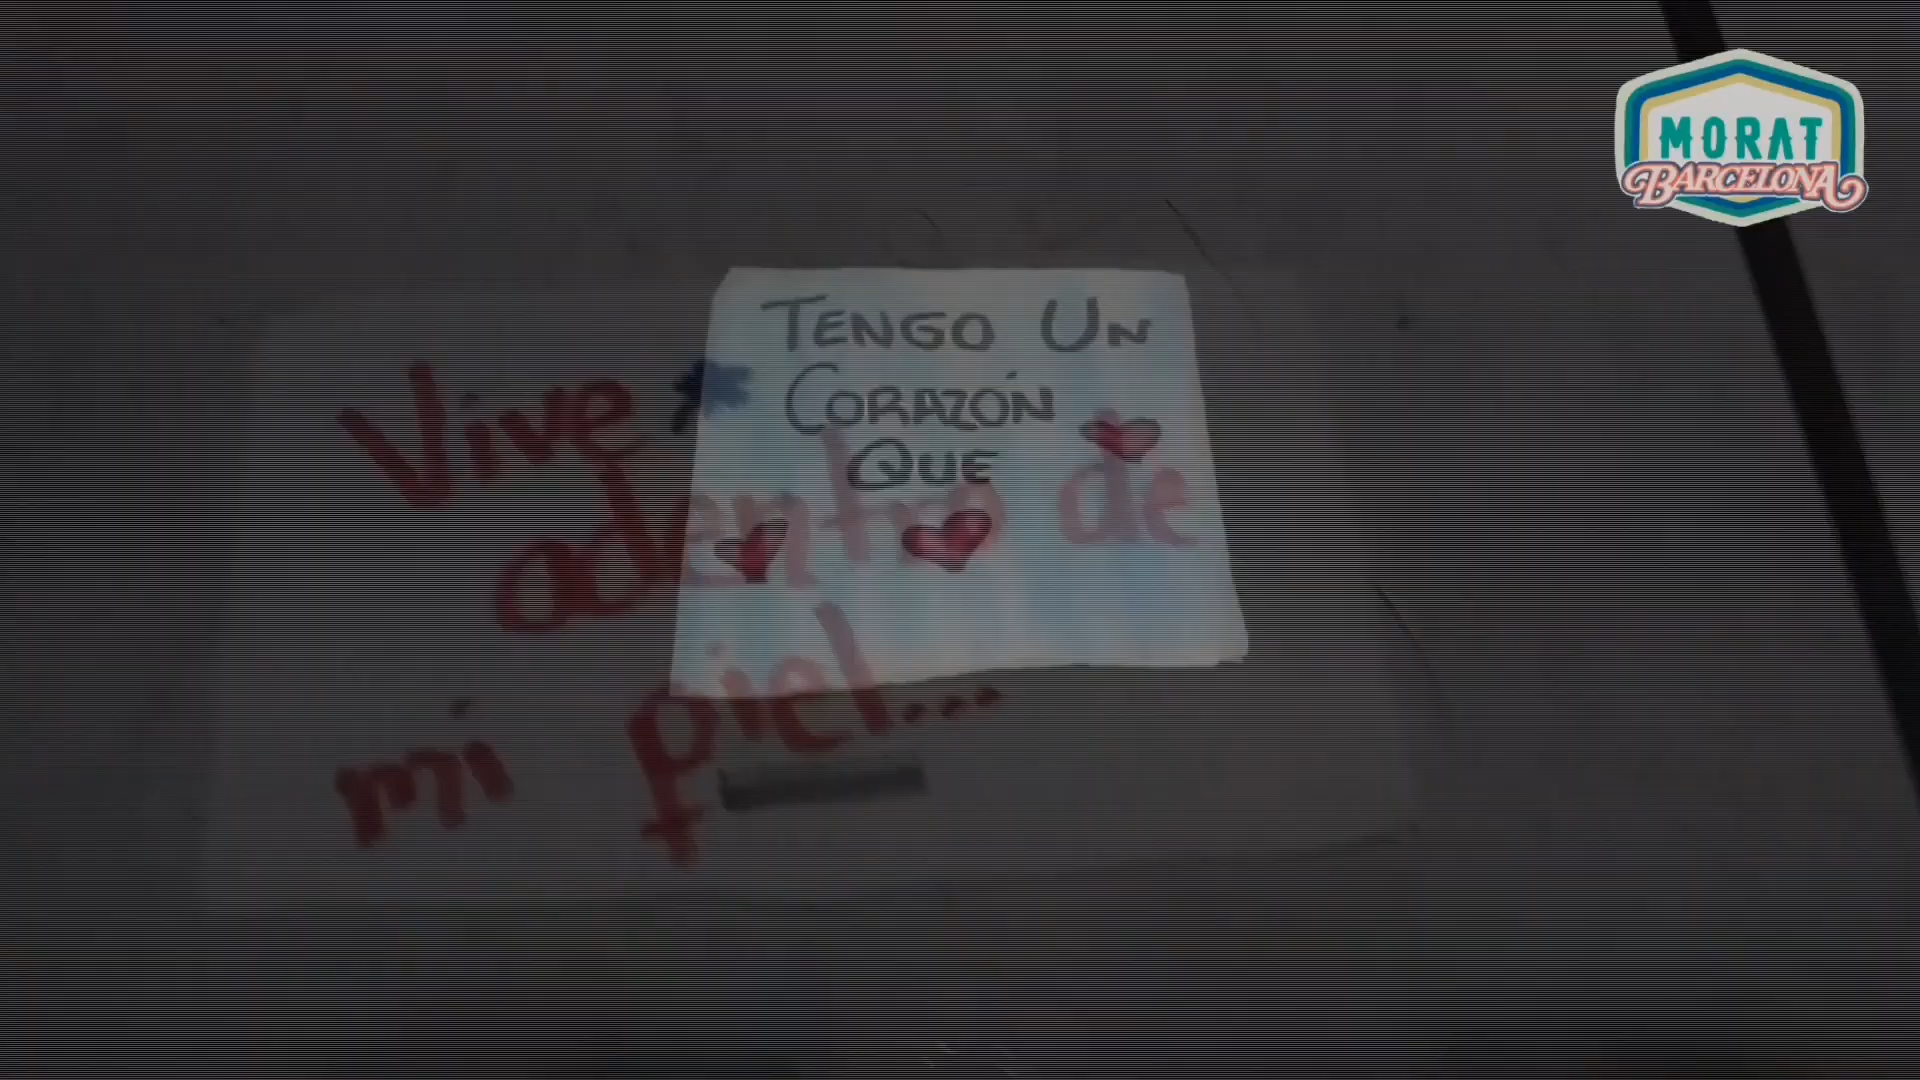 MORAT
BARCELONA
TENGO UN
CORAZÓN
QUE
Vive
adentro de
mi piel...